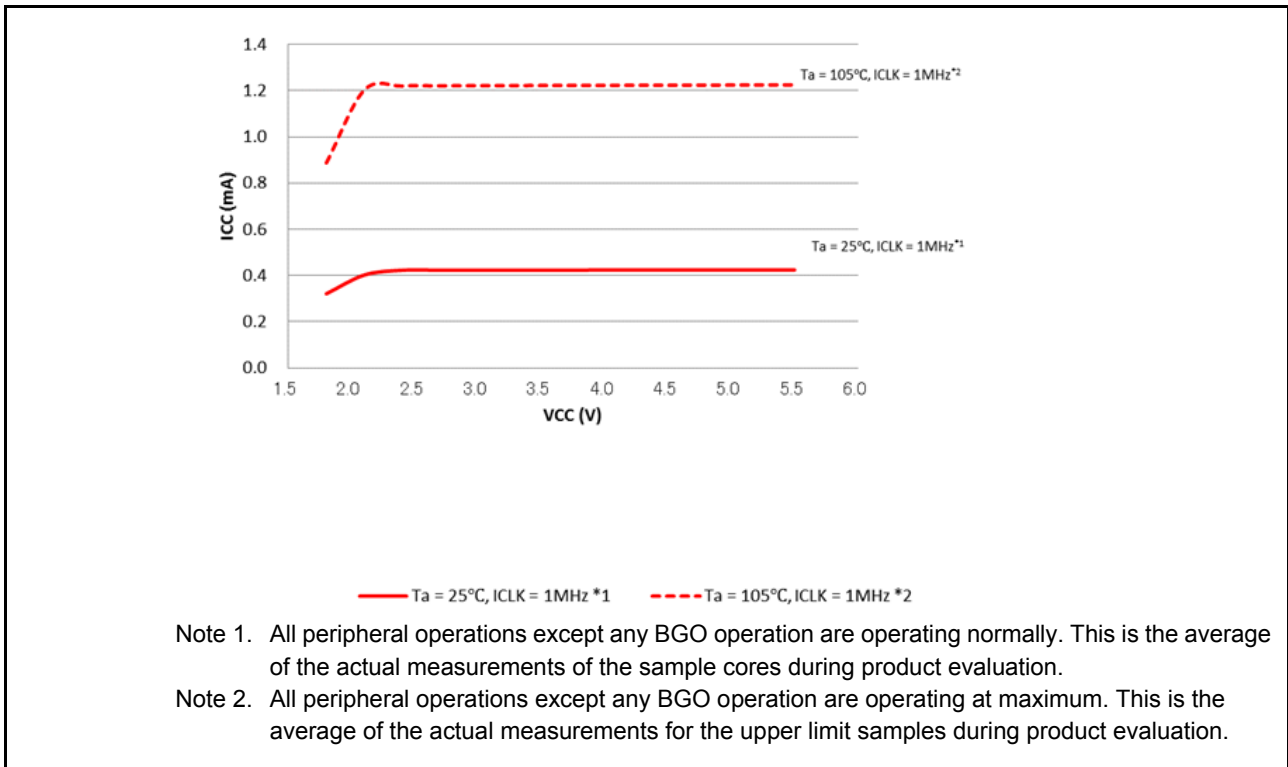 1.4
Ta = 105°C, ICLK = 1MHz*2
1.2
1.0
ICC (mA)
0.8
0.6
Ta = 25°C, ICLK = 1MHz*1
0.4
0.2
0.0
1.5 2.0 2.5 3.0 3.5 4.0 4.5 5.0 5.5 6.0
VCC (V)
Ta = 25°C, ICLK = 1MHz *1 Ta = 105°C, ICLK = 1MHz *2
Note 1. All peripheral operations except any BGO operation are operating normally. This is the average
of the actual measurements of the sample cores during product evaluation.
Note 2. All peripheral operations except any BGO operation are operating at maximum. This is the
average of the actual measurements for the upper limit samples during product evaluation.